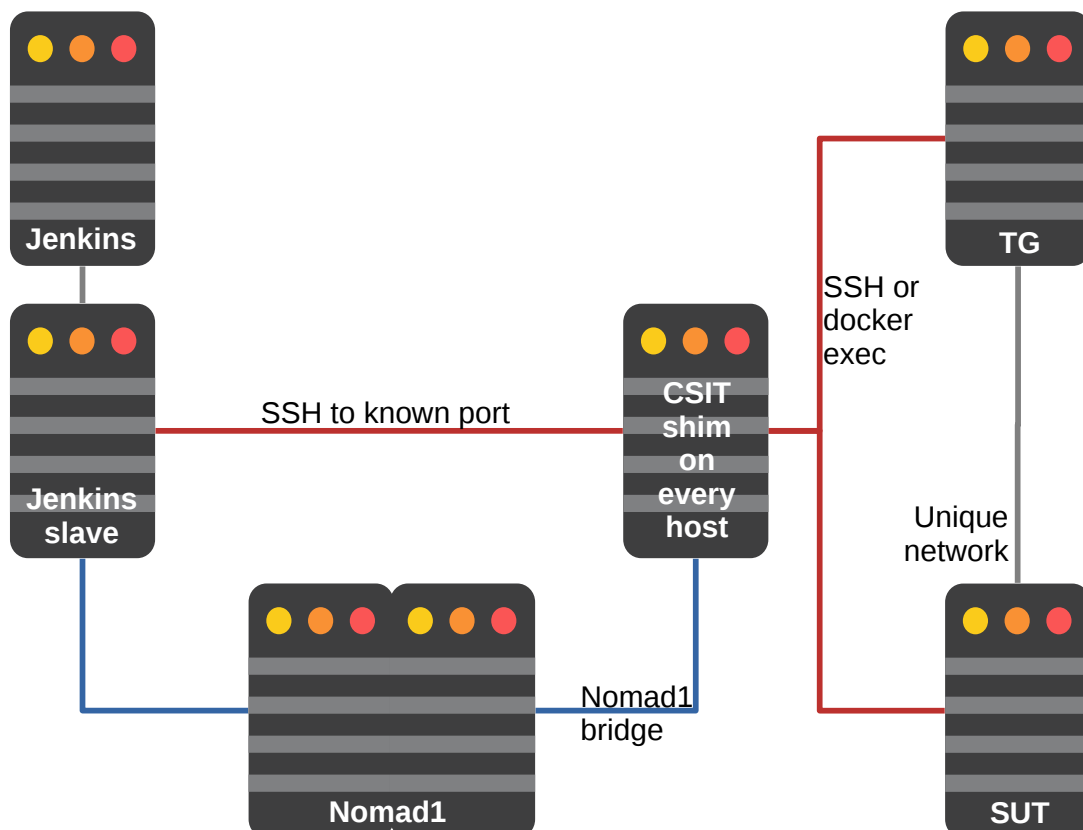 Jenkins
TG
SSH or
docker
exec
CSIT
shim
on
every
host
SSH to known port
Jenkins
slave
Unique
network
Nomad1
bridge
Nomad1
SUT